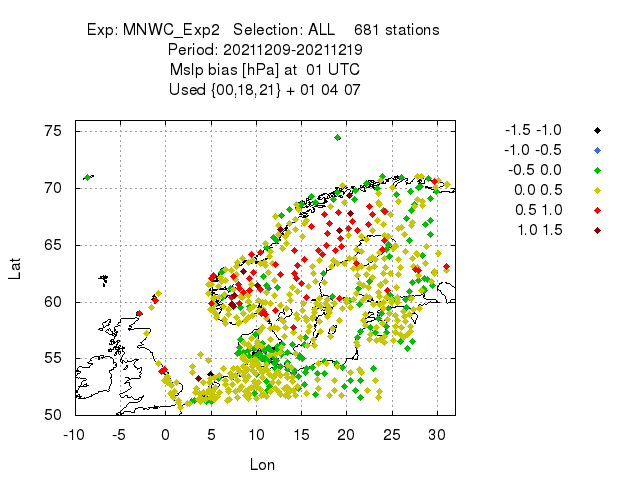 Exp: MNWC_Exp2 Selection: ALL 681 stations
Period: 20211209-20211219
Mslp bias [hPa] at 01 UTC
Used {00,18,21} + 01 04 07
75
70
65
60
55
50
Lat
-10 -5 0 5 10 15 20 25 30
Lon
-1.5 -1.0
-1.0 -0.5
-0.5 0.0
0.0 0.5
0.5 1.0
1.0 1.5